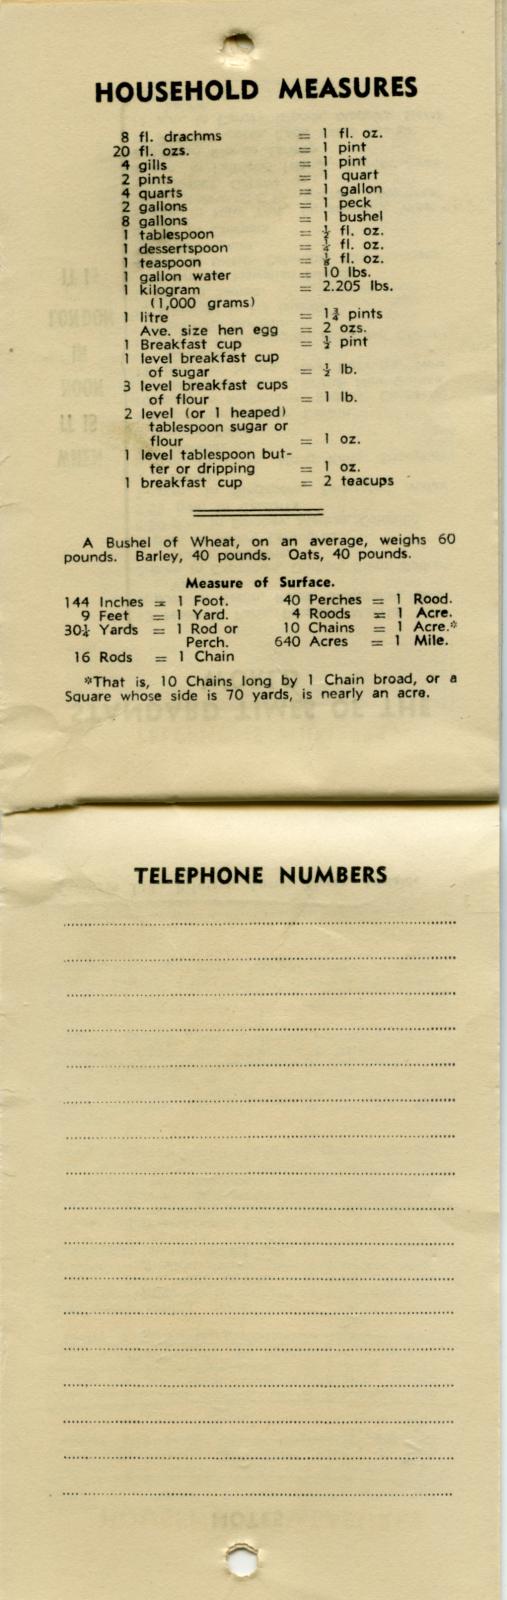 HOUSEHOLD MEASURES
8 fl. drachms = 1 fl. oz.
20 fl. ozs. = 1 pint
4 gills = 1 pint
2 pints = 1 quart
4 quarts = 1 gallon
2 gallons = 1 peck
8 gallons = 1 bushel
1 tablespoon = ½ fl. oz.
1 dessertspoon = ¼ fl. oz.
1 teaspoon = ⅛ fl. oz.
1 gallon water = 10 lbs.
1 kilogram = 2.205 lbs.
(1,000 grams)
1 litre = 1¾ pints
Ave. size hen egg = 2 ozs.
1 Breakfast cup = ½ pint
1 level breakfast cup
of sugar = ½ lb.
3 level breakfast cups
of flour = 1 lb.
2 level (or 1 heaped)
tablespoon sugar or
flour = 1 oz.
1 level tablespoon but-
ter or dripping = 1 oz.
1 breakfast cup = 2 teacups
A Bushel of Wheat, on an average, weighs 60
pounds. Barley, 40 pounds. Oats, 40 pounds.
Measure of Surface.
144 Inches = 1 Foot. 40 Perches = 1 Rood.
9 Feet = 1 Yard. 4 Roods = 1 Acre.
30¼ Yards = 1 Rod or 10 Chains = 1 Acre.*
Perch. 640 Acres = 1 Mile.
16 Rods = 1 Chain
*That is, 10 Chains long by 1 Chain broad, or a
Square whose side is 70 yards, is nearly an acre.
TELEPHONE NUMBERS